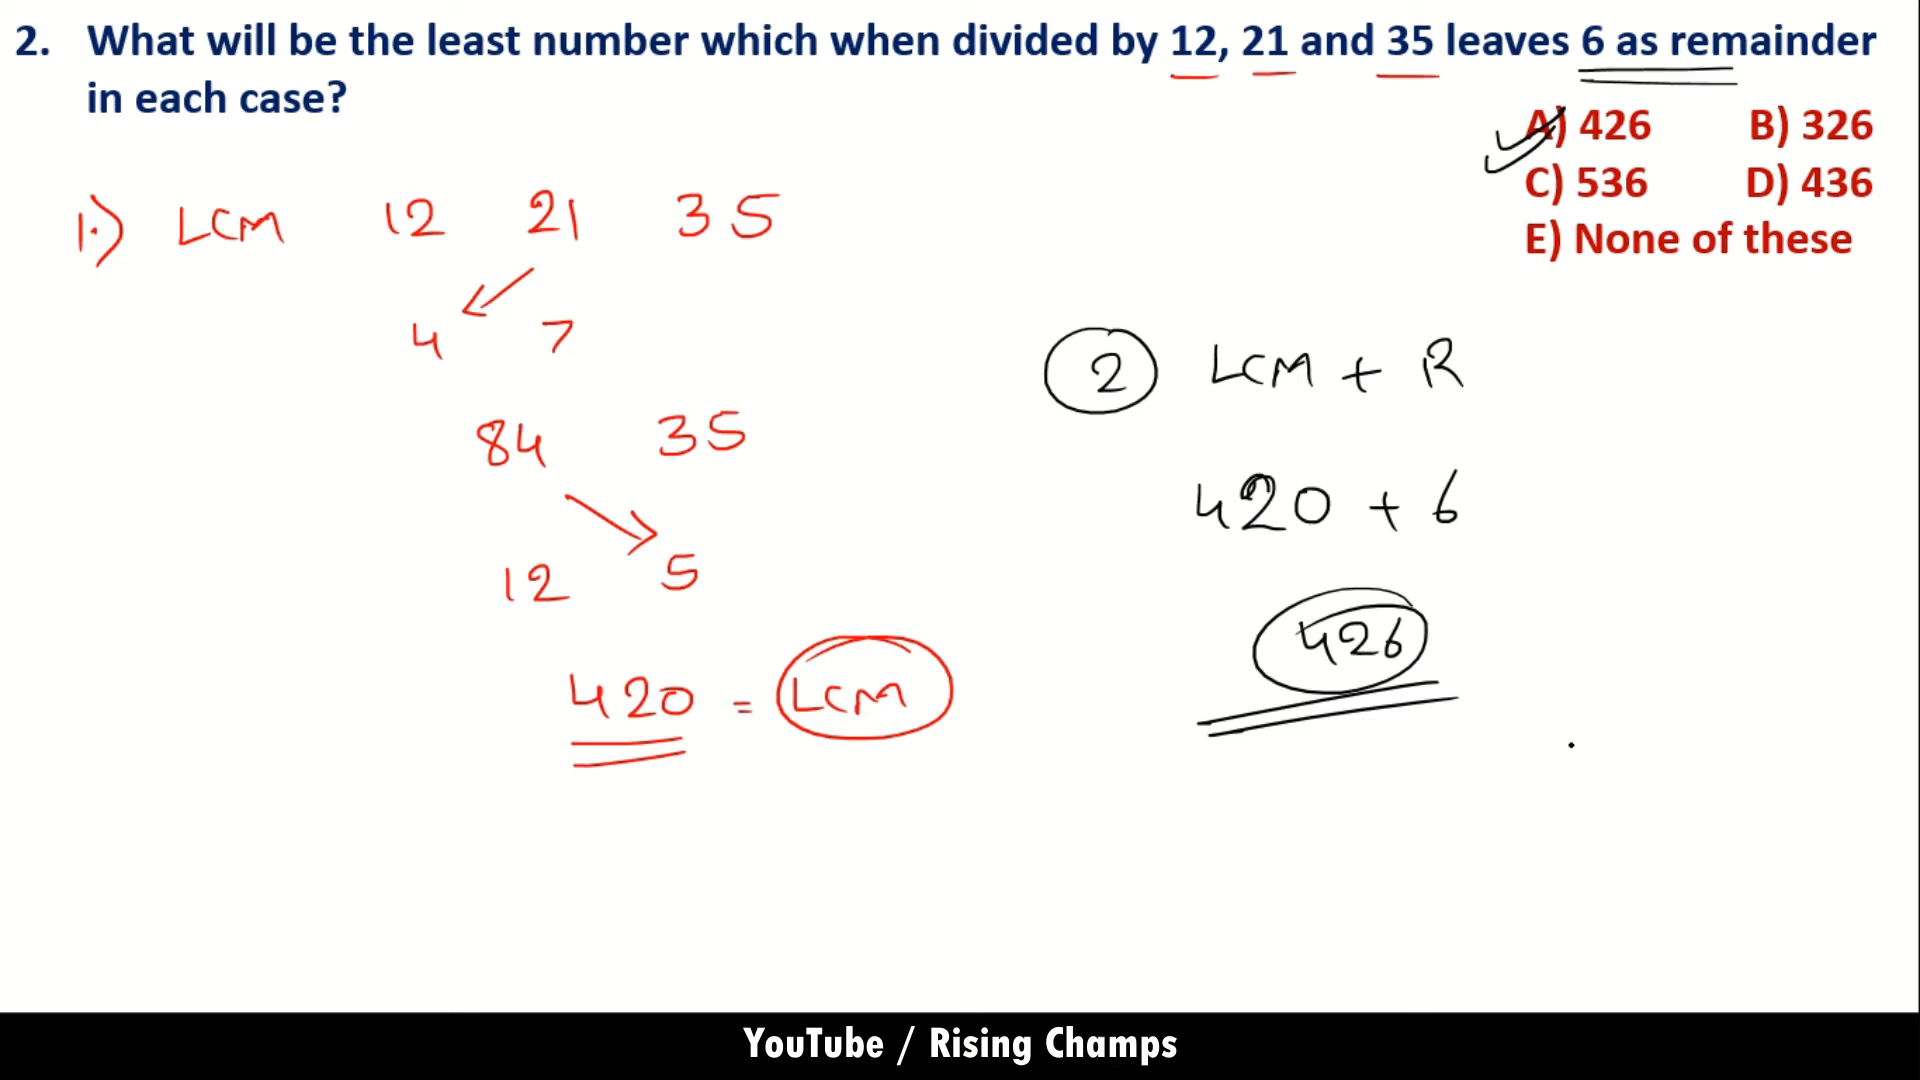 2. What will be the least number which when divided by 12, 21 and 35 leaves 6 as remainder
in each case?
A) 426 B) 326
C) 536 D) 436
E) None of these
1.) LCM 12 21 35
4 7
84 35
12 5
420 = LCM
2 LCM + R
420 + 6
426
YouTube / Rising Champs